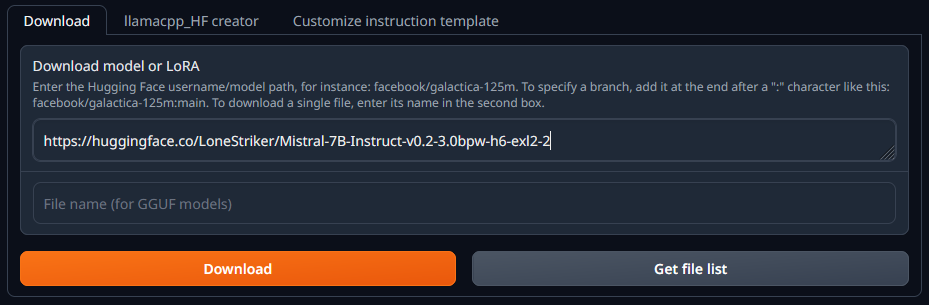 Download llamacpp_HF creator Customize instruction template
Download model or LoRA
Enter the Hugging Face username/model path, for instance: facebook/galactica-125m. To specify a branch, add it at the end after a ":" character like this:
facebook/galactica-125m:main. To download a single file, enter its name in the second box.
https://huggingface.co/LoneStriker/Mistral-7B-Instruct-v0.2-3.0bpw-h6-exl2-2
File name (for GGUF models)
Download Get file list